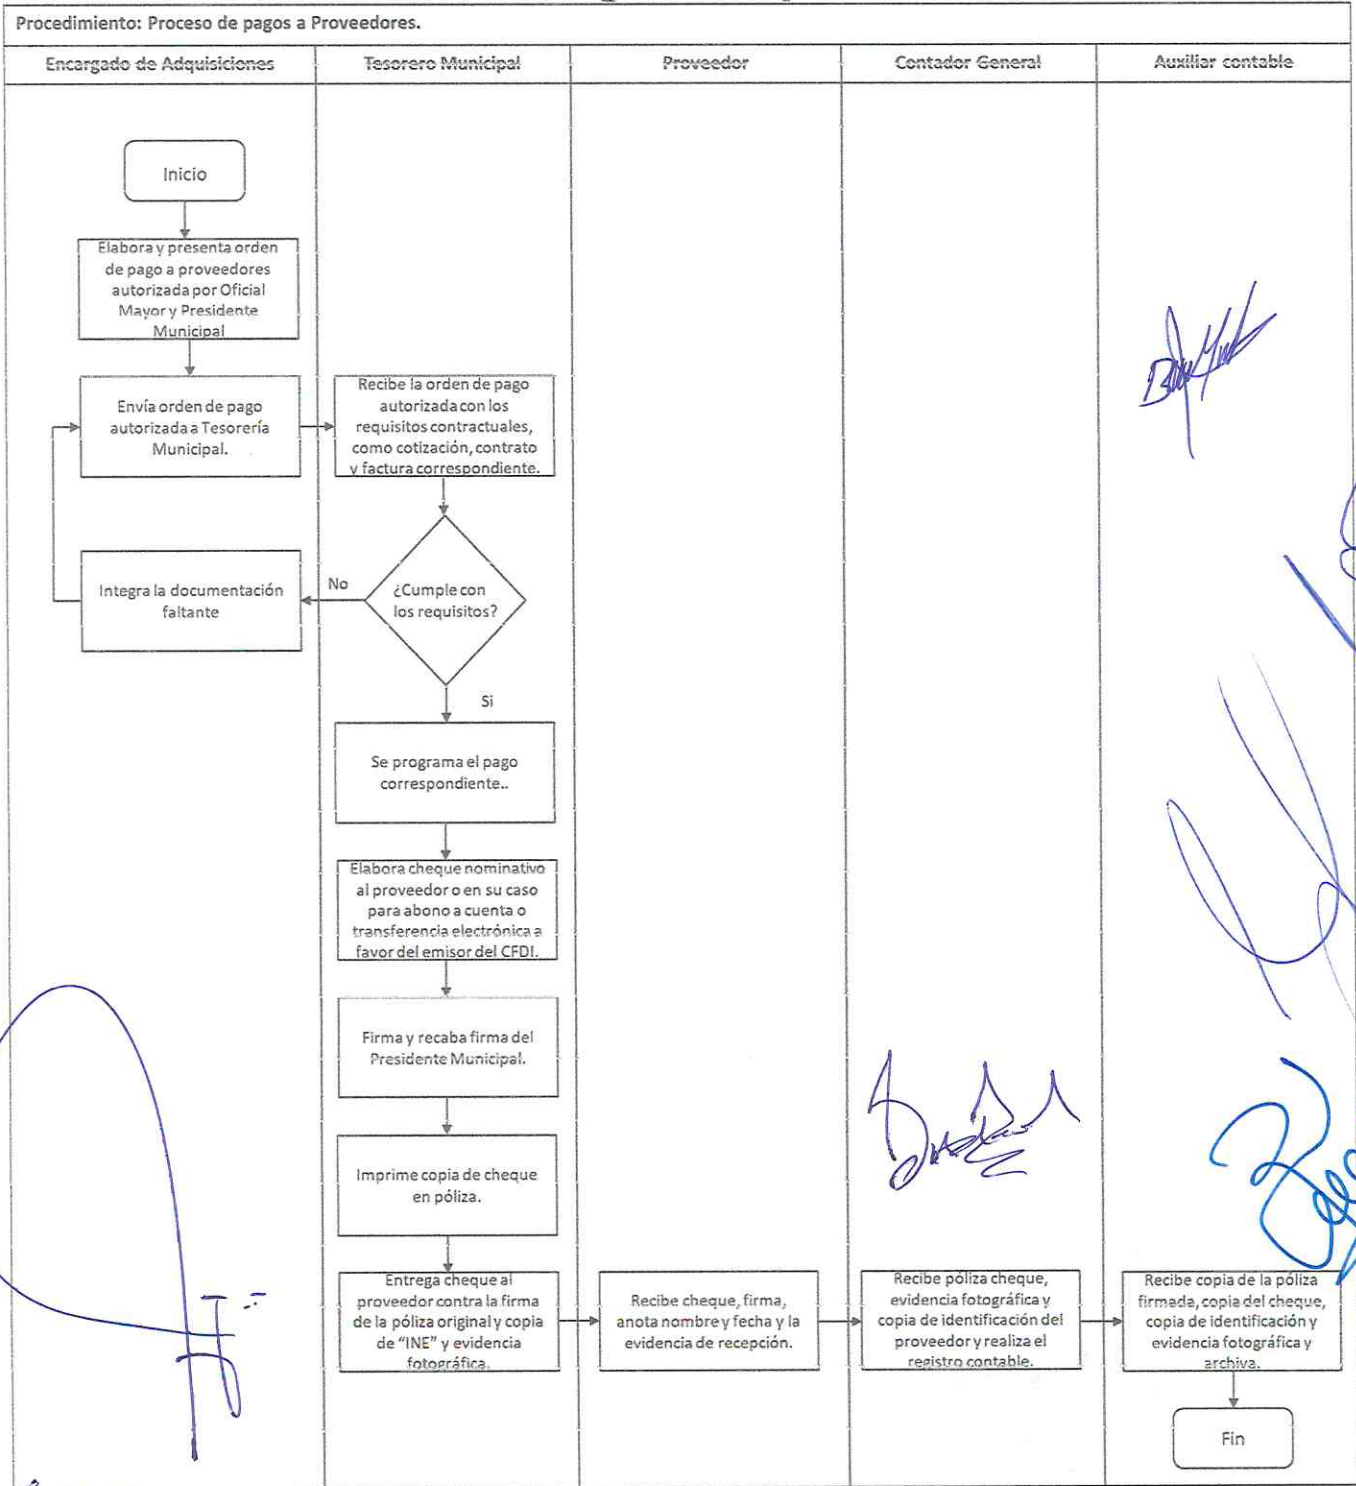 Procedimiento: Proceso de pagos a Proveedores.
Encargado de Adquisiciones
Tesorero Municipal
Proveedor
Contador General
Auxiliar contable
Inicio
Elabora y presenta orden
de pago a proveedores
autorizada por Oficial
Mayor y Presidente
Municipal
Envía orden de pago
autorizada a Tesorería
Municipal.
Recibe la orden de pago
autorizada con los
requisitos contractuales,
como cotización, contrato
y factura correspondiente.
Integra la documentación
faltante
No
¿Cumple con
los requisitos?
Si
Se programa el pago
correspondiente..
Elabora cheque nominativo
al proveedor o en su caso
para abono a cuenta o
transferencia electrónica a
favor del emisor del CFDI.
Firma y recaba firma del
Presidente Municipal.
Imprime copia de cheque
en póliza.
Entrega cheque al
proveedor contra la firma
de la póliza original y copia
de “INE” y evidencia
fotográfica.
Recibe cheque, firma,
anota nombre y fecha y la
evidencia de recepción.
Recibe póliza cheque,
evidencia fotográfica y
copia de identificación del
proveedor y realiza el
registro contable.
Recibe copia de la póliza
firmada, copia del cheque,
copia de identificación y
evidencia fotográfica y
archiva.
Fin